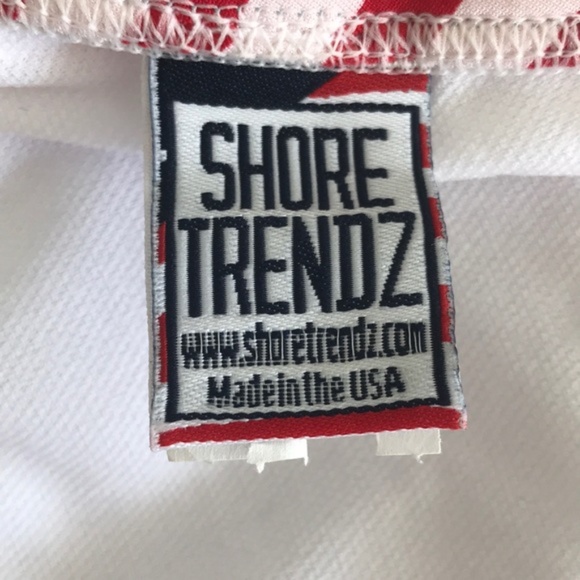 SHORE
TRENDZ
www.shoretrendz.com
Made in the USA